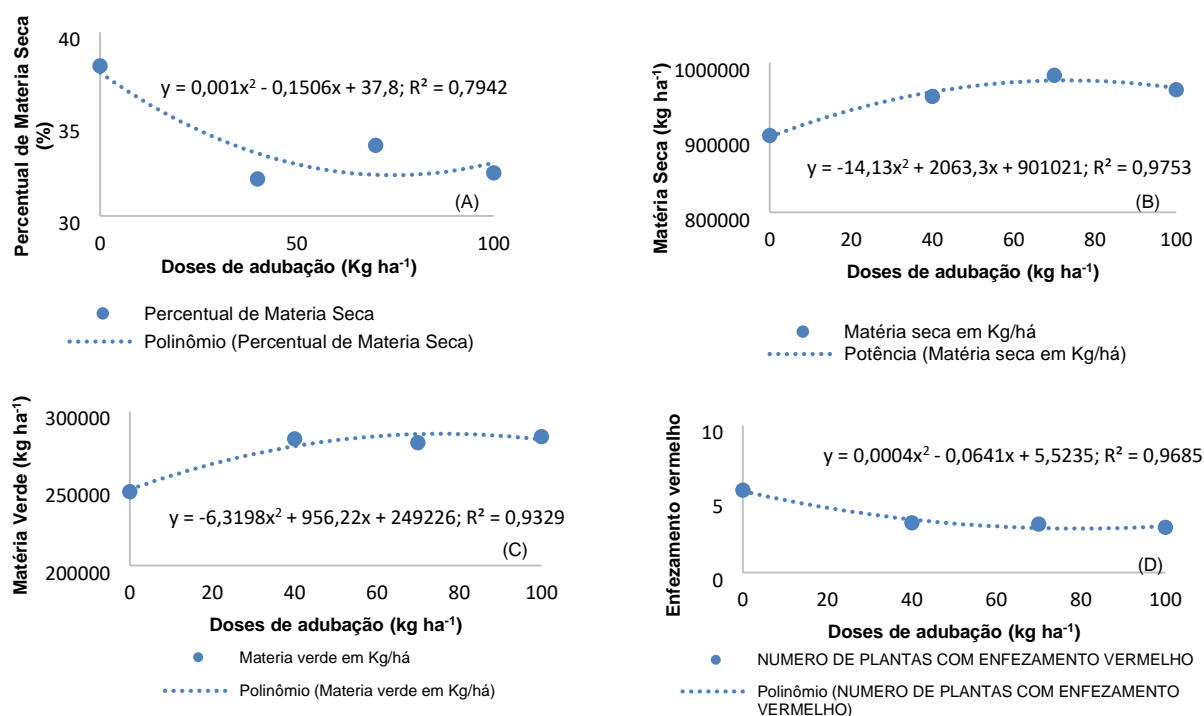 40
35
30
Percentual de Materia Seca
(%)
y = 0,001x² - 0,1506x + 37,8; R² = 0,7942
(A)
0
50
100
Doses de adubação (Kg ha⁻¹)
Percentual de Materia Seca
Polinômio (Percentual de Materia Seca)
1000000
900000
800000
Matéria Seca (kg ha⁻¹)
y = -14,13x² + 2063,3x + 901021; R² = 0,9753
(B)
0
20
40
60
80
100
Doses de adubação (kg ha⁻¹)
Matéria seca em Kg/há
Potência (Matéria seca em Kg/há)
300000
250000
200000
Matéria Verde (kg ha⁻¹)
y = -6,3198x² + 956,22x + 249226; R² = 0,9329
(C)
0
20
40
60
80
100
Doses de adubação (kg ha⁻¹)
Materia verde em Kg/há
Polinômio (Materia verde em Kg/há)
10
5
0
Enfezamento vermelho
y = 0,0004x² - 0,0641x + 5,5235; R² = 0,9685
(D)
0
20
40
60
80
100
Doses de adubação (kg ha⁻¹)
NUMERO DE PLANTAS COM ENFEZAMENTO VERMELHO
Polinômio (NUMERO DE PLANTAS COM ENFEZAMENTO
VERMELHO)